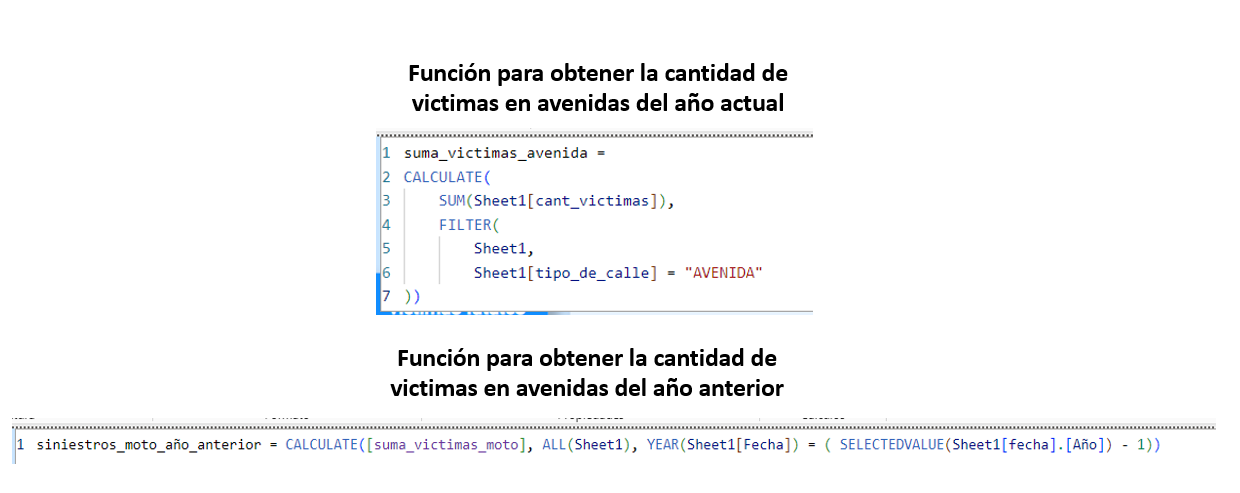 Función para obtener la cantidad de
victimas en avenidas del año actual
1 suma_victimas_avenida =
2 CALCULATE(
3 SUM(Sheet1[cant_victimas]),
4 FILTER(
5 Sheet1,
6 Sheet1[tipo_de_calle] = "AVENIDA"
7 ))
Función para obtener la cantidad de
victimas en avenidas del año anterior
1 siniestros_moto_año_anterior = CALCULATE([suma_victimas_moto], ALL(Sheet1), YEAR(Sheet1[Fecha]) = ( SELECTEDVALUE(Sheet1[fecha].[Año]) - 1))